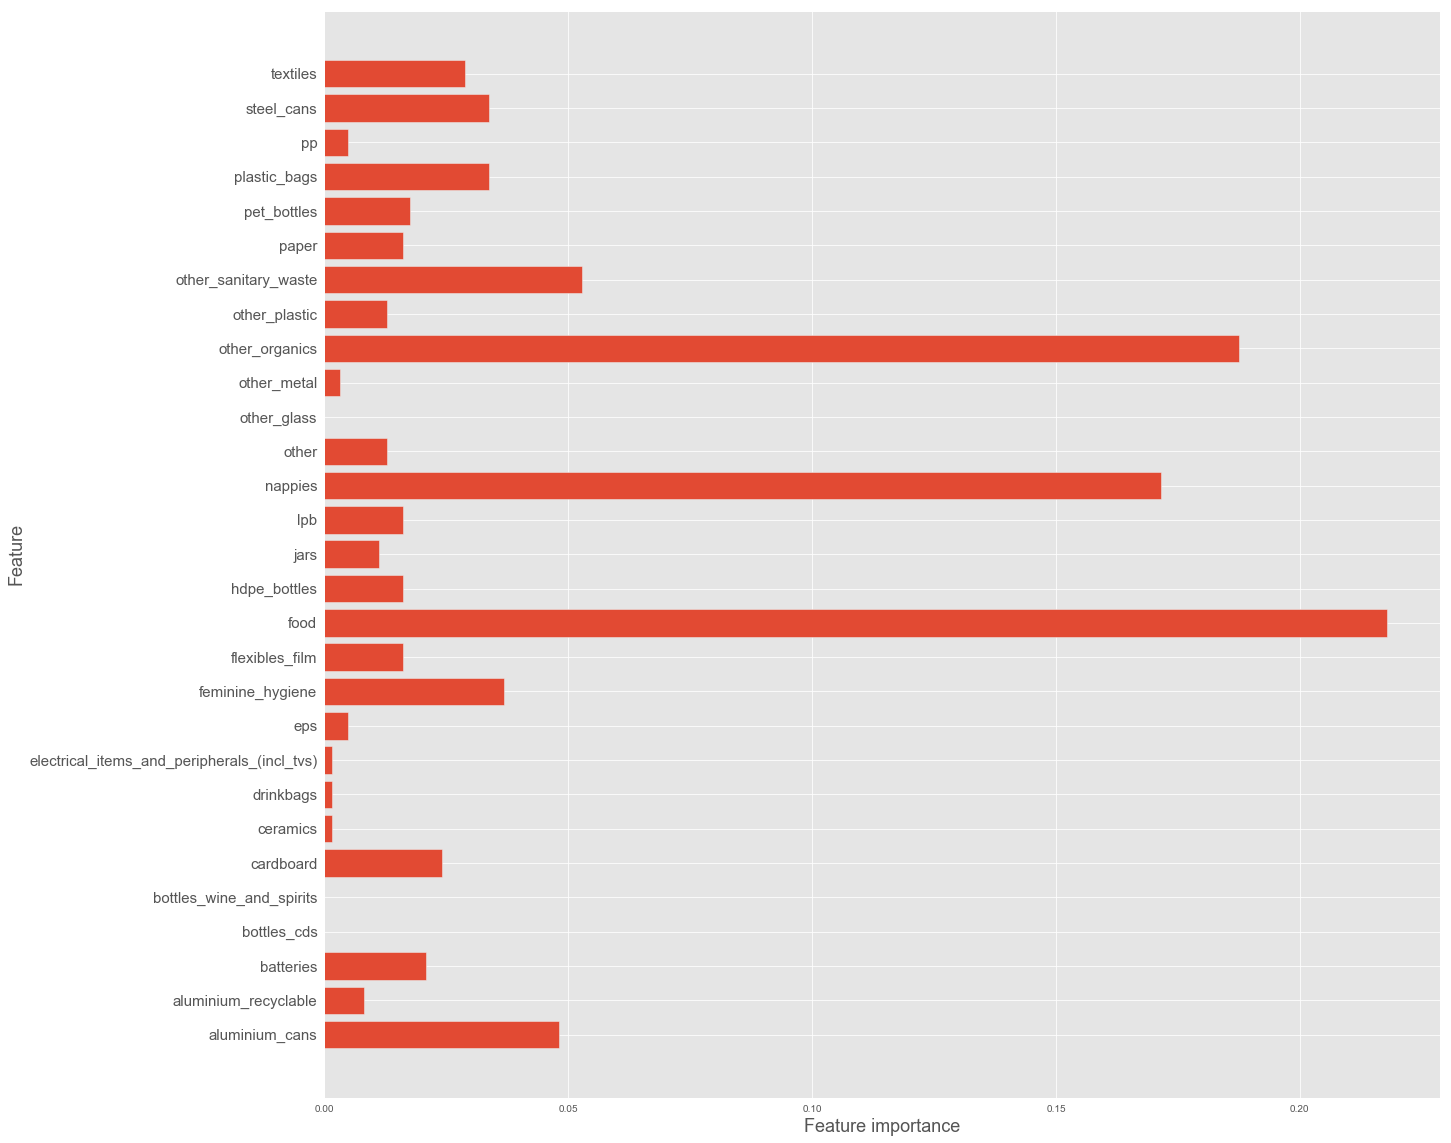 textiles
steel_cans
pp
plastic_bags
pet_bottles
paper
other_sanitary_waste
other_plastic
other_organics
other_metal
other_glass
other
nappies
lpb
jars
hdpe_bottles
food
flexibles_film
feminine_hygiene
eps
electrical_items_and_peripherals_(incl_tvs)
drinkbags
ceramics
cardboard
bottles_wine_and_spirits
bottles_cds
batteries
aluminium_recyclable
aluminium_cans
Feature
0.00 0.05 0.10 0.15 0.20
Feature importance